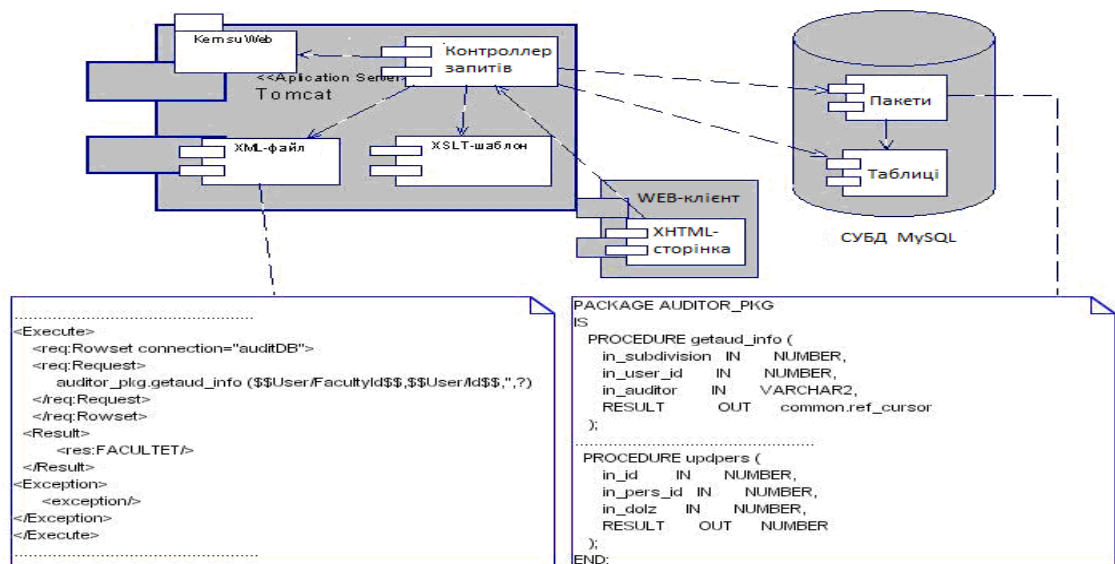 KemsuWeb
Контроллер
запитів
<<Aplication Server
Tomcat
Пакети
XML-файл
XSLT-шаблон
Таблиці
WEB-клієнт
XHTML-
сторінка
СУБД MySQL
.............................................
<Execute>
<req:Rowset connection="auditDB">
<req:Request>
auditor_pkg.getaud_info ($$User/FacultyId$$,$$User/Id$$,'',?)
</req:Request>
</req:Rowset>
<Result>
<res:FACULTET/>
</Result>
<Exception>
<exception/>
</Exception>
</Execute>
.............................................
PACKAGE AUDITOR_PKG
IS
PROCEDURE getaud_info (
in_subdivision IN NUMBER,
in_user_id IN NUMBER,
in_auditor IN VARCHAR2,
RESULT OUT common.ref_cursor
);
.............................................
PROCEDURE updpers (
in_id IN NUMBER,
in_pers_id IN NUMBER,
in_dolz IN NUMBER,
RESULT OUT NUMBER
);
END;